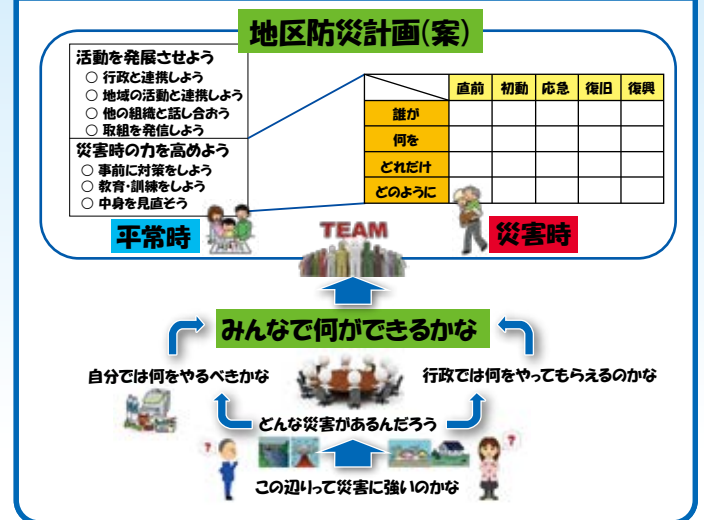 地区防災計画(案)
活動を発展させよう
○ 行政と連携しよう
○ 地域の活動と連携しよう
○ 他の組織と話し合おう
○ 取組を発信しよう
災害時の力を高めよう
○ 事前に対策をしよう
○ 教育・訓練をしよう
○ 中身を見直そう
平常時
直前 初動 応急 復旧 復興
誰が
何を
どれだけ
どのように
災害時
TEAM
みんなで何ができるかな
自分では何をやるべきかな
行政では何をやってもらえるのかな
どんな災害があるんだろう
? ?
この辺りって災害に強いのかな